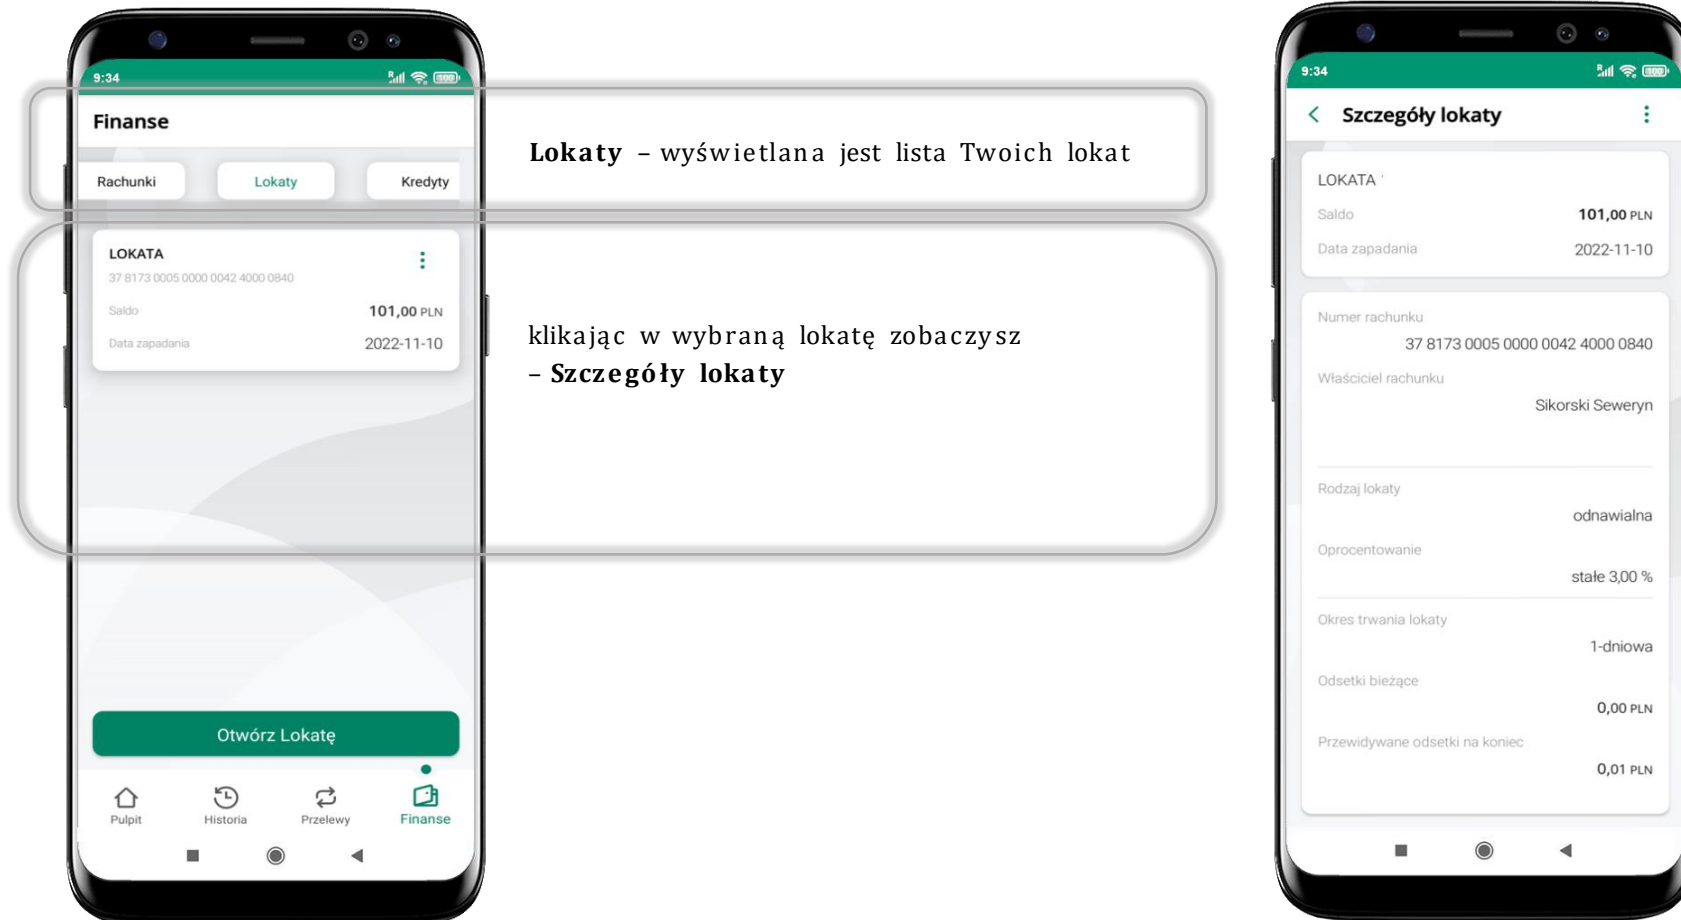 9:34
Finanse
Rachunki Lokaty Kredyty
LOKATA
37 8173 0005 0000 0042 4000 0840
Saldo 101,00 PLN
Data zapadania 2022-11-10
Otwórz Lokatę
Pulpit Historia Przelewy Finanse
Lokaty – wyświetlana jest lista Twoich lokat
klikając w wybraną lokatę zobaczysz
– Szczegóły lokaty
9:34
Szczegóły lokaty
LOKATA
Saldo 101,00 PLN
Data zapadania 2022-11-10
Numer rachunku
37 8173 0005 0000 0042 4000 0840
Właściciel rachunku
Sikorski Seweryn
Rodzaj lokaty
odnawialna
Oprocentowanie
stałe 3,00 %
Okres trwania lokaty
1-dniowa
Odsetki bieżące
0,00 PLN
Przewidywane odsetki na koniec
0,01 PLN